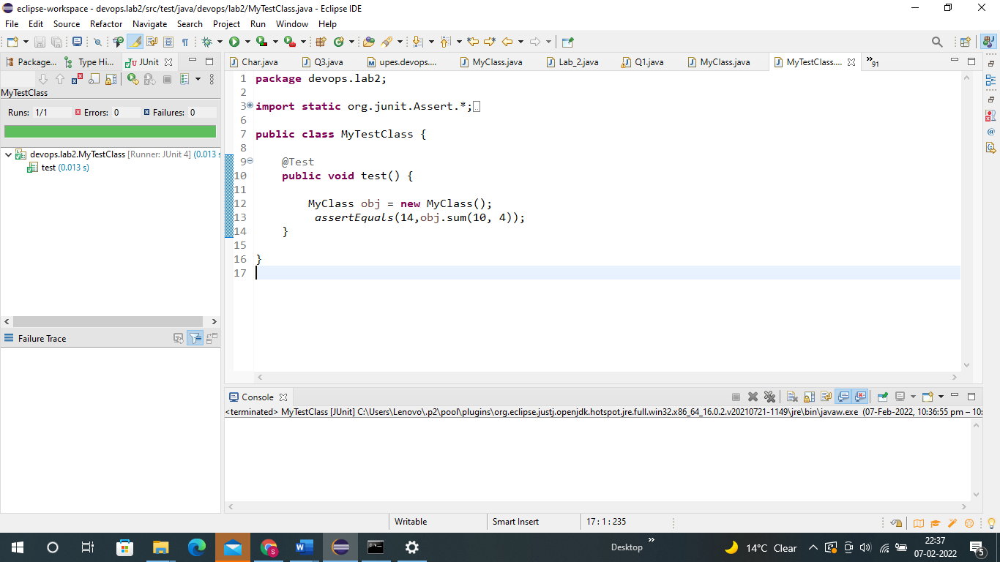 eclipse-workspace - devops.lab2/src/test/java/devops/lab2/MyTestClass.java - Eclipse IDE
File Edit Source Refactor Navigate Search Project Run Window Help
Package... Type Hi... JUnit
MyTestClass
Runs: 1/1 Errors: 0 Failures: 0
devops.lab2.MyTestClass [Runner: JUnit 4] (0.013 s
test (0.013 s)
Failure Trace
Char.java Q3.java upes.devops.... MyClass.java Lab_2.java Q1.java MyClass.java MyTestClass.... 91
1 package devops.lab2;
2
3 import static org.junit.Assert.*;
6
7 public class MyTestClass {
8
9 @Test
10 public void test() {
11
12 MyClass obj = new MyClass();
13 assertEquals(14,obj.sum(10, 4));
14 }
15
16 }
17
Console
<terminated> MyTestClass [JUnit] C:\Users\Lenovo\.p2\pool\plugins\org.eclipse.justj.openjdk.hotspot.jre.full.win32.x86_64_16.0.2.v20210721-1149\jre\bin\javaw.exe (07-Feb-2022, 10:36:55 pm – 10:
Writable Smart Insert 17 : 1 : 235
Desktop 14°C Clear 22:37
07-02-2022
5